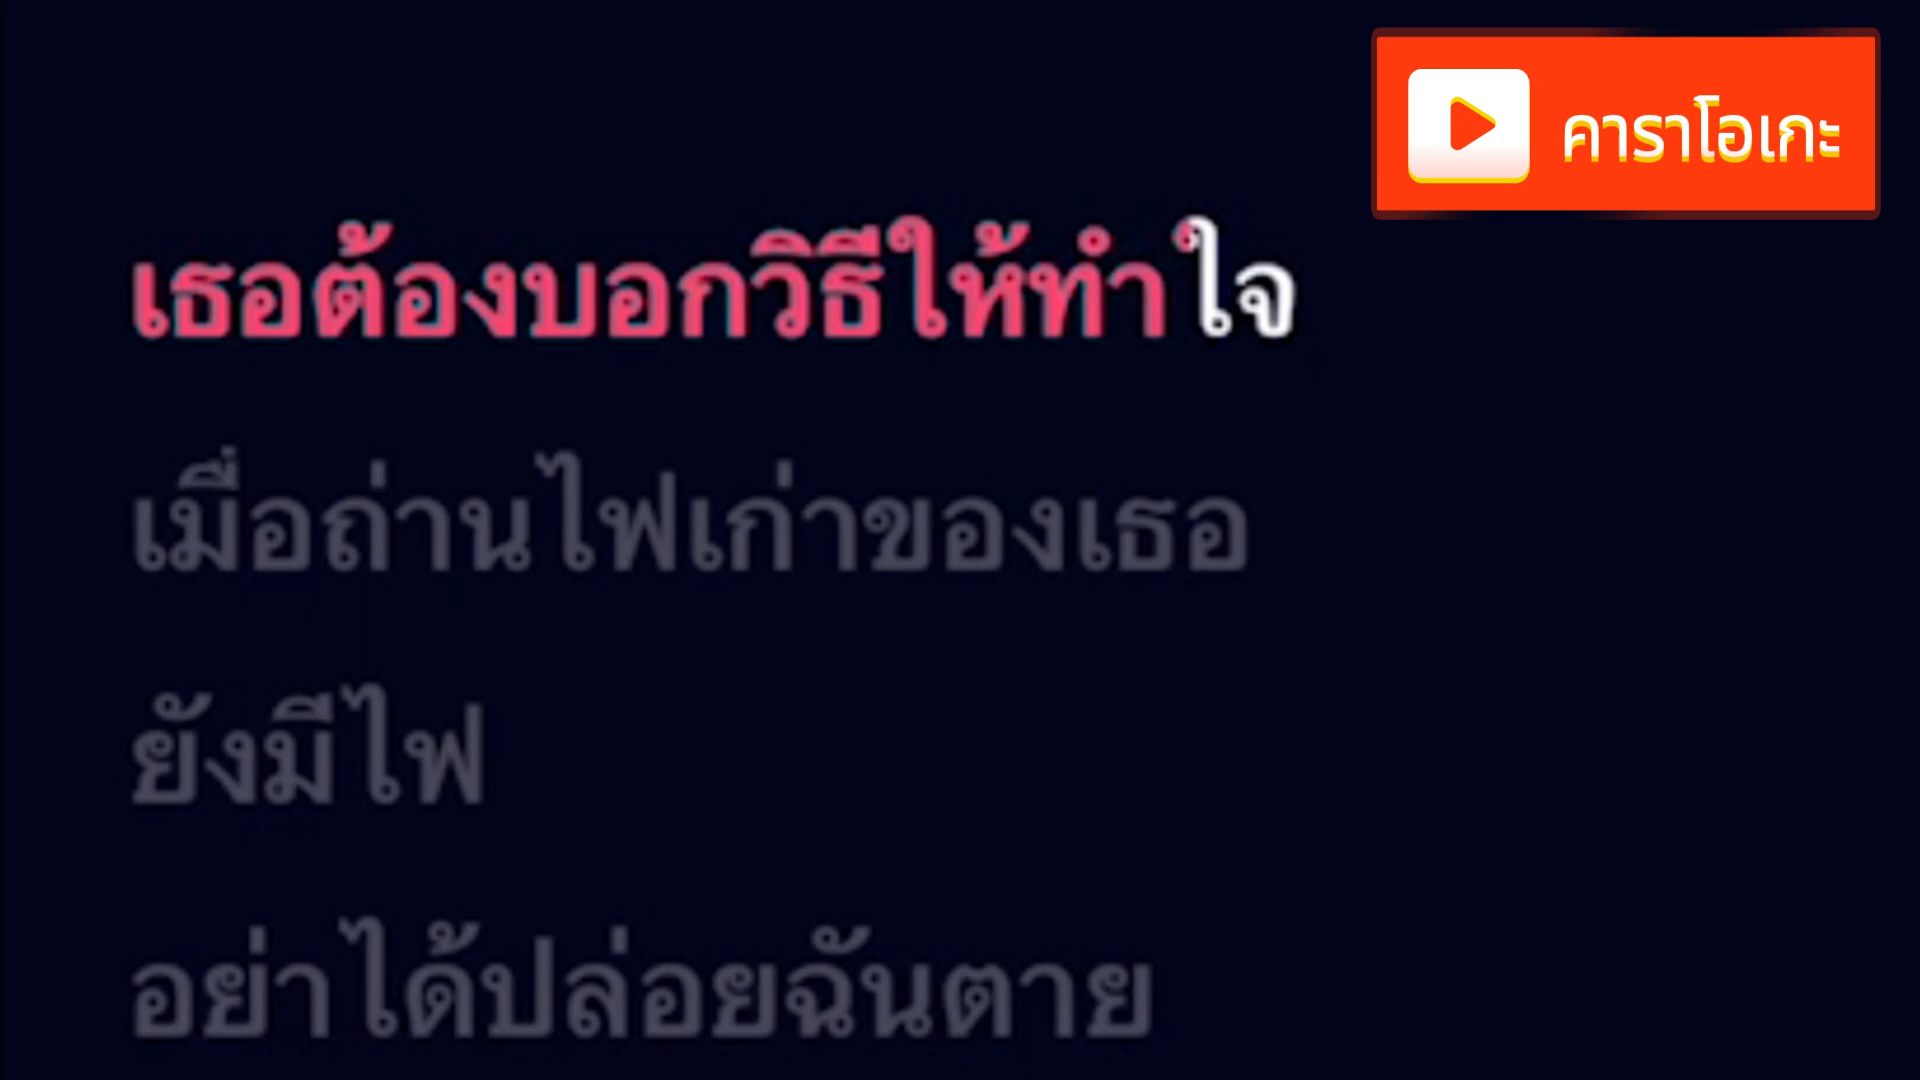 คาราโอเกะ
เธอต้องบอกวิธีให้ทำใจ
เมื่อถ่านไฟเก่าของเธอ
ยังมีไฟ
อย่าได้ปล่อยฉันตาย